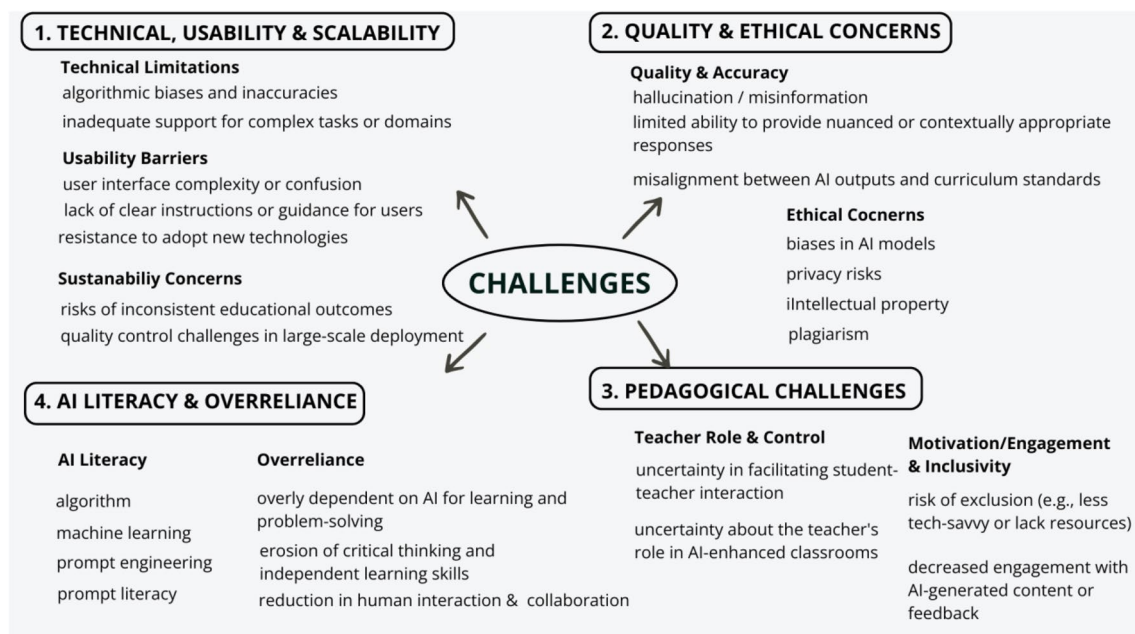 1. TECHNICAL, USABILITY & SCALABILITY
Technical Limitations
algorithmic biases and inaccuracies
inadequate support for complex tasks or domains
Usability Barriers
user interface complexity or confusion
lack of clear instructions or guidance for users
resistance to adopt new technologies
Sustanabiliy Concerns
risks of inconsistent educational outcomes
quality control challenges in large-scale deployment
2. QUALITY & ETHICAL CONCERNS
Quality & Accuracy
hallucination / misinformation
limited ability to provide nuanced or contextually appropriate
responses
misalignment between AI outputs and curriculum standards
Ethical Cocnerns
biases in AI models
privacy risks
iIntellectual property
plagiarism
CHALLENGES
3. PEDAGOGICAL CHALLENGES
Teacher Role & Control
uncertainty in facilitating student-
teacher interaction
uncertainty about the teacher's
role in AI-enhanced classrooms
Motivation/Engagement
& Inclusivity
risk of exclusion (e.g., less
tech-savvy or lack resources)
decreased engagement with
AI-generated content or
feedback
4. AI LITERACY & OVERRELIANCE
AI Literacy
algorithm
machine learning
prompt engineering
prompt literacy
Overreliance
overly dependent on AI for learning and
problem-solving
erosion of critical thinking and
independent learning skills
reduction in human interaction & collaboration